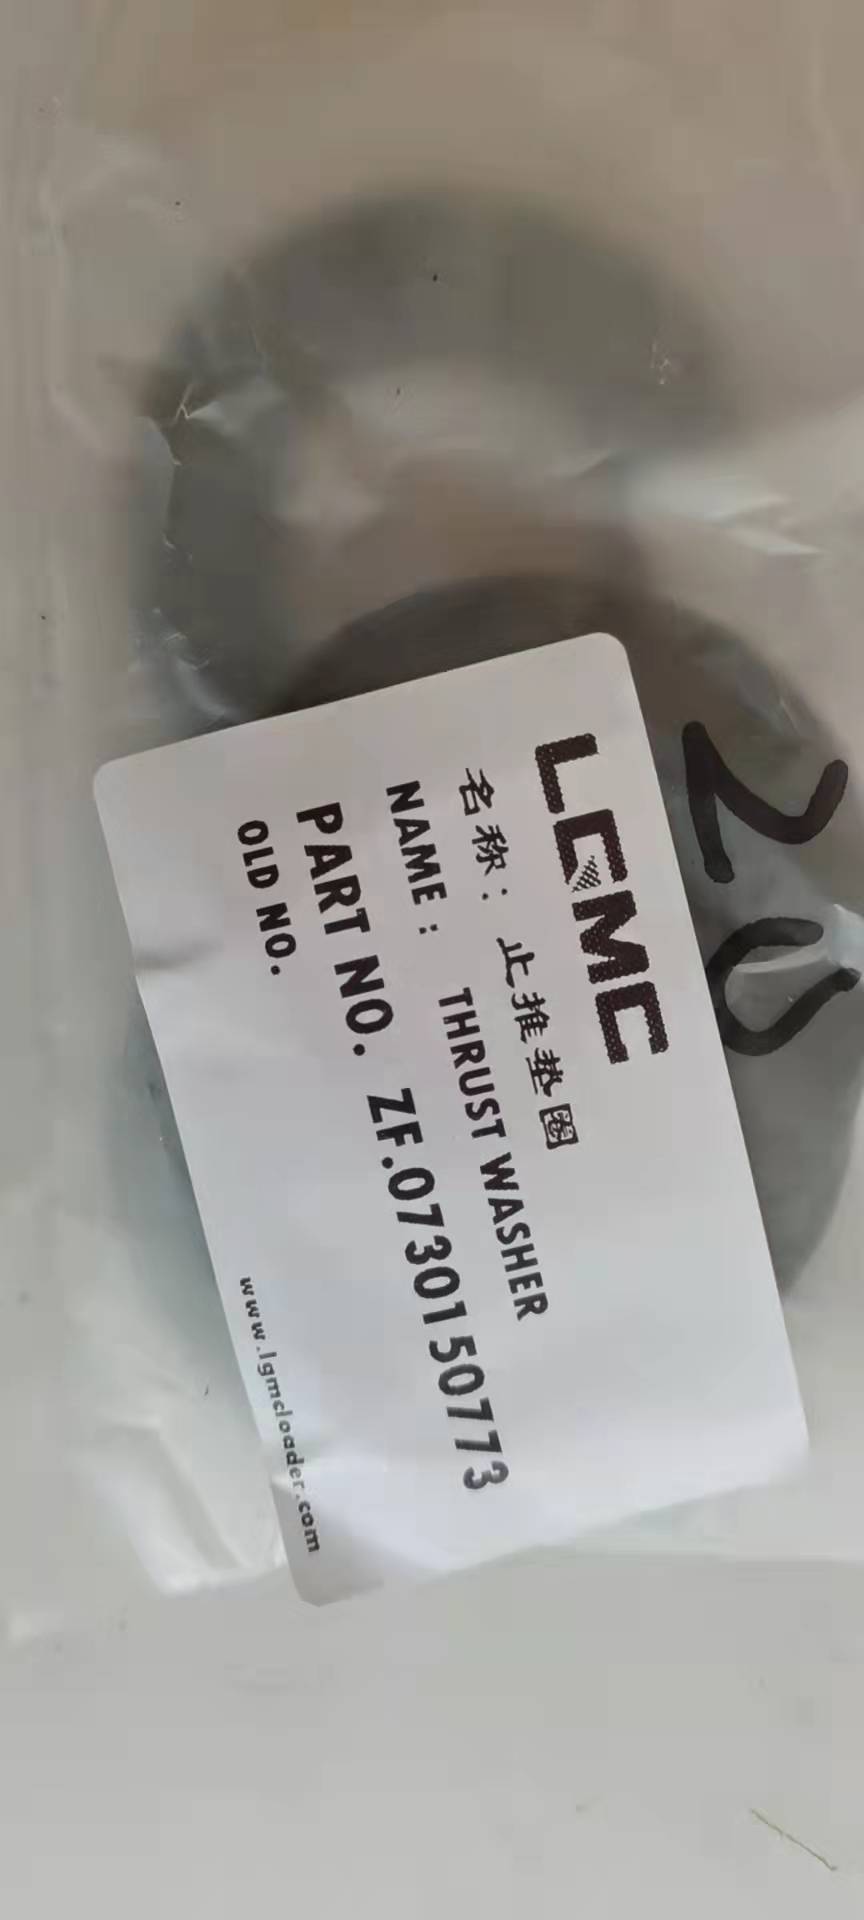 20
LGMC
名称： 止推垫圈
NAME： THRUST WASHER
PART NO. ZF.0730150773
OLD NO.
www.lgmcloader.com